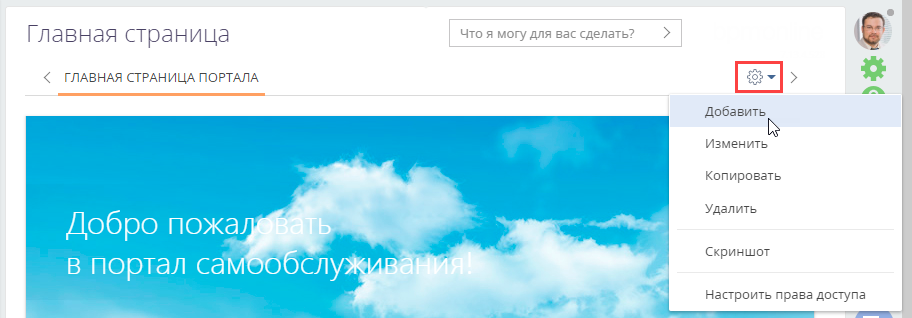 Главная страница
Что я могу для вас сделать?
ГЛАВНАЯ СТРАНИЦА ПОРТАЛА
Добавить
Изменить
Копировать
Удалить
Скриншот
Настроить права доступа
Добро пожаловать
в портал самообслуживания!